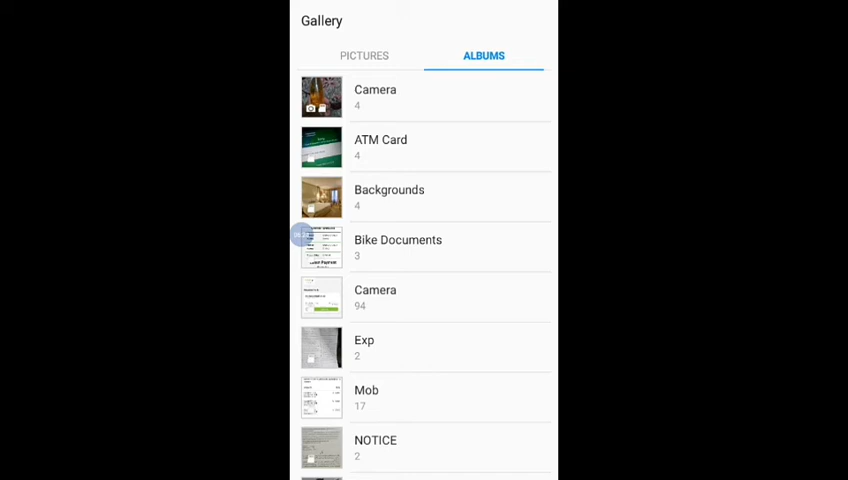 Gallery
PICTURES
ALBUMS
Camera
4
ATM Card
4
Backgrounds
4
Bike Documents
3
Camera
94
Exp
2
Mob
17
NOTICE
2